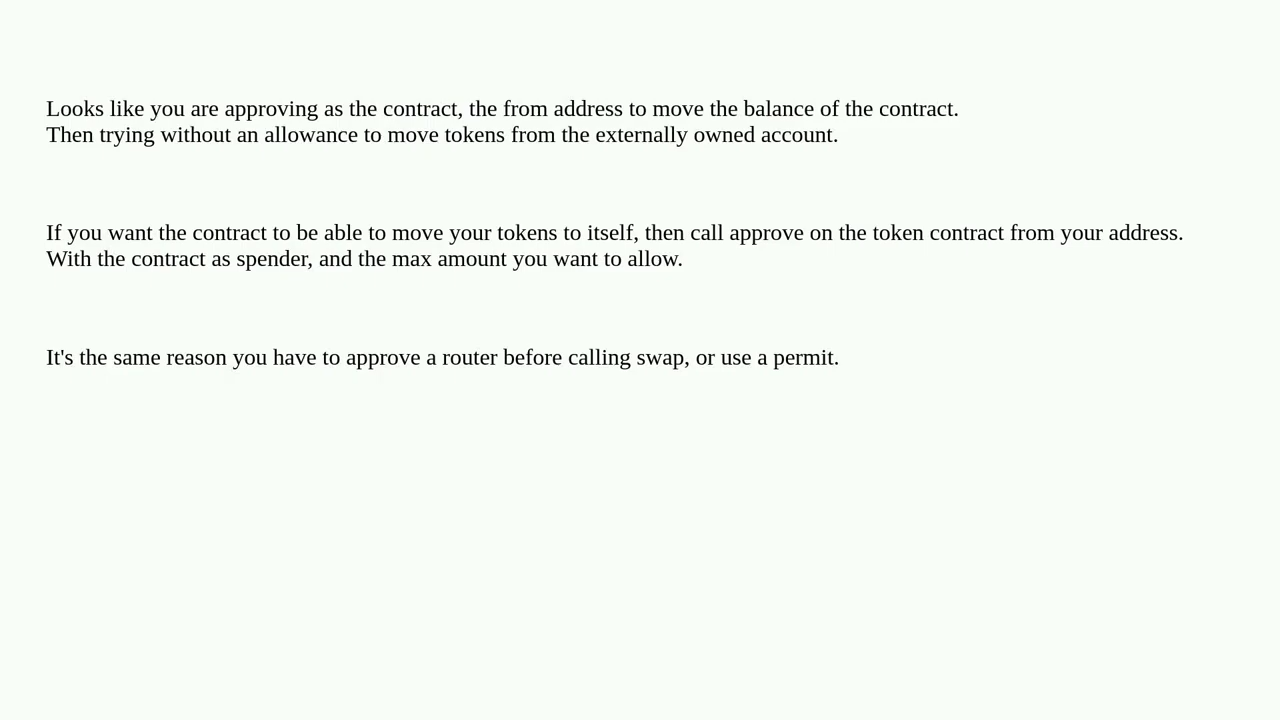 Looks like you are approving as the contract, the from address to move the balance of the contract.
Then trying without an allowance to move tokens from the externally owned account.
If you want the contract to be able to move your tokens to itself, then call approve on the token contract from your address.
With the contract as spender, and the max amount you want to allow.
It's the same reason you have to approve a router before calling swap, or use a permit.